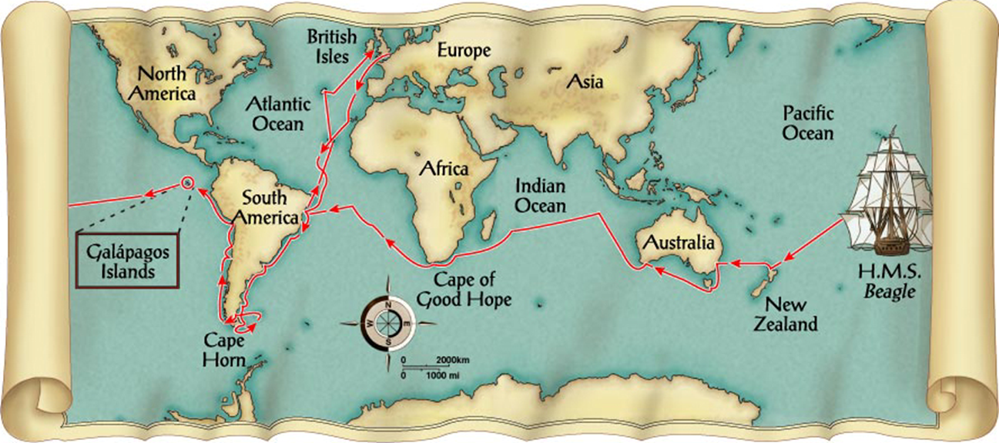 British
Isles
Europe
North
America
Asia
Atlantic
Ocean
Pacific
Ocean
Africa
Indian
Ocean
South
America
Galápagos
Islands
Australia
H.M.S.
Beagle
Cape of
Good Hope
New
Zealand
Cape
Horn
N
W
S
0 2000km
0 1000 mi